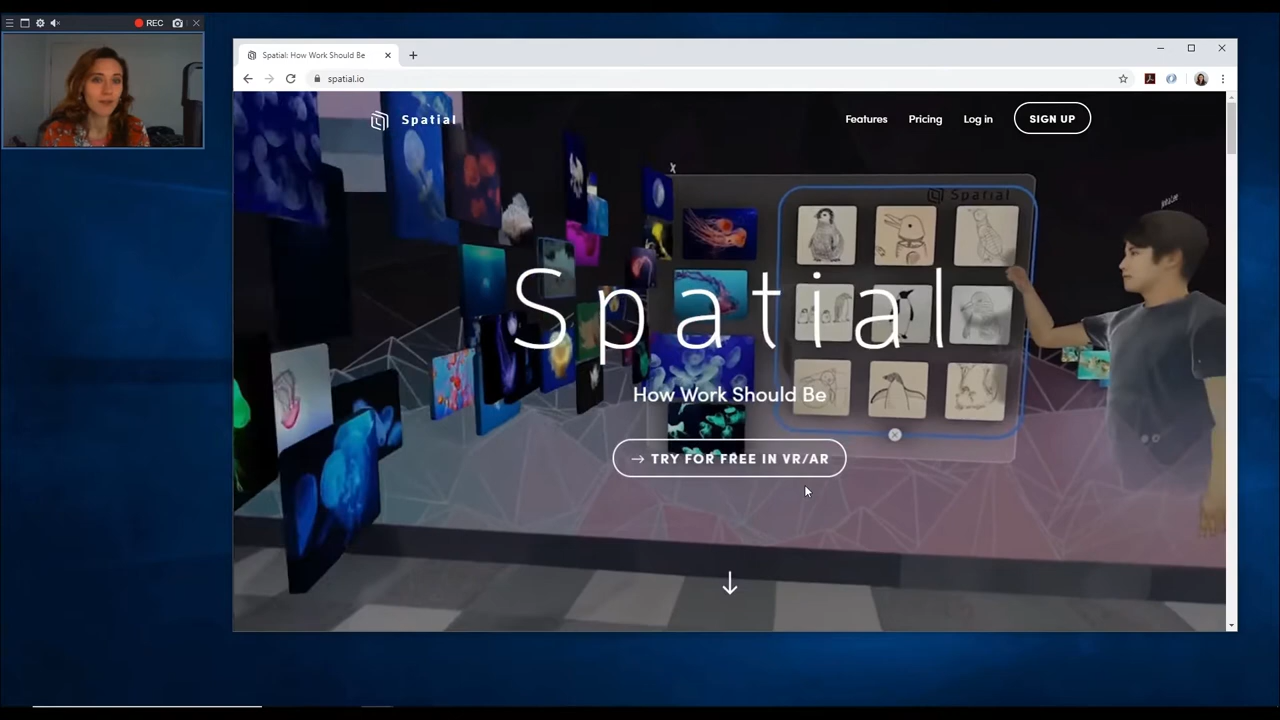 REC
Spatial: How Work Should Be
spatial.io
Spatial
Features
Pricing
Log in
SIGN UP
X
Spatial
Spatial
How Work Should Be
→ TRY FOR FREE IN VR/AR